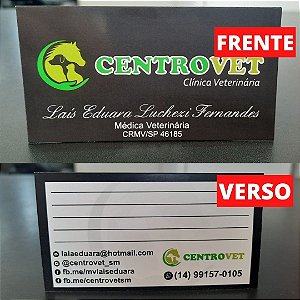 FRENTE
CENTROVET
Clínica Veterinária
Laís Eduara Luchezi Fernandes
Médica Veterinária
CRMV/SP 46185
VERSO
laiaeduara@hotmail.com
@centrovet_sm
fb.me/mvlaiseduara
fb.me/centrovetsm
CENTROVET
(14) 99157-0105